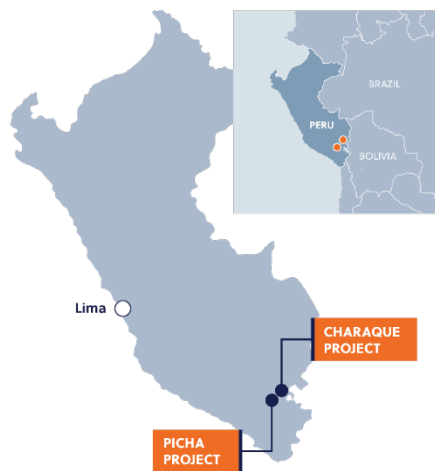 BRAZIL
PERU
BOLIVIA
Lima
CHARAQUE
PROJECT
PICHA
PROJECT